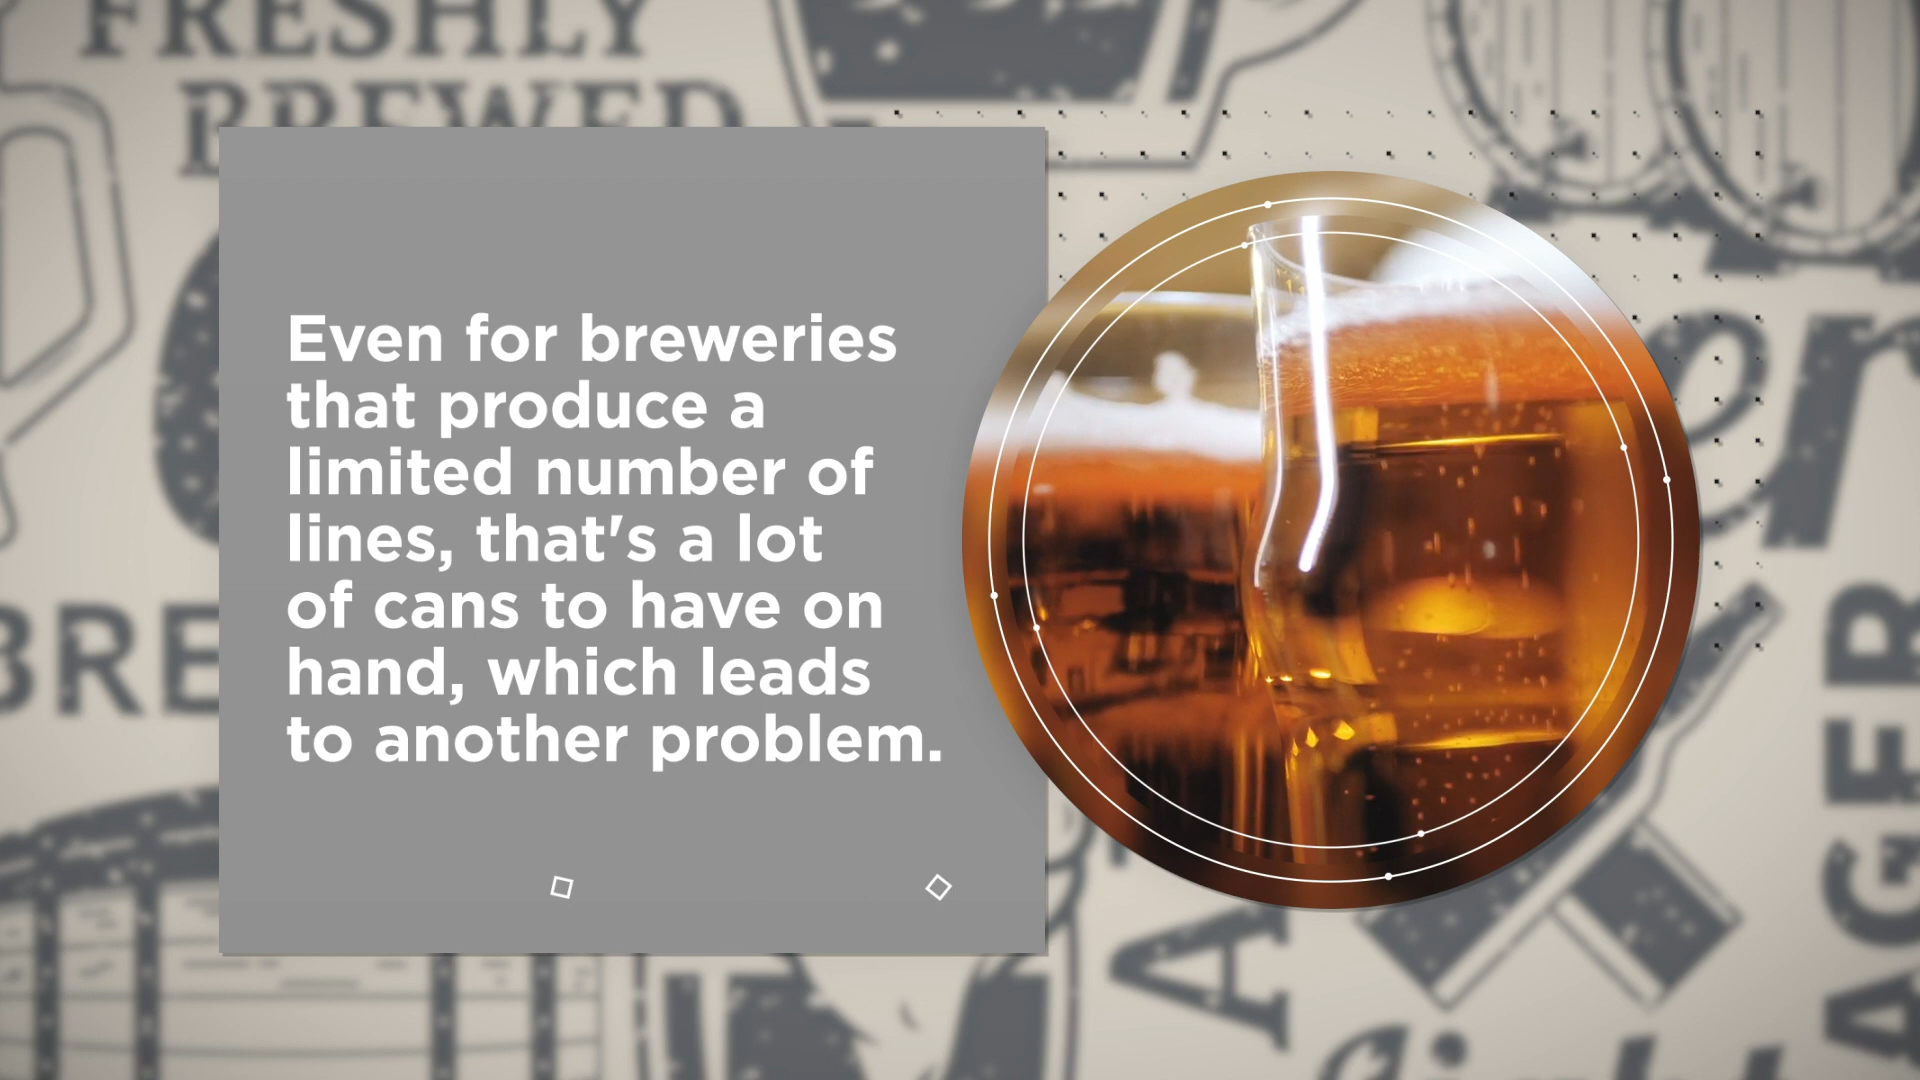 FRESHLY
BREWED
Even for breweries
that produce a
limited number of
lines, that's a lot
of cans to have on
hand, which leads
to another problem.